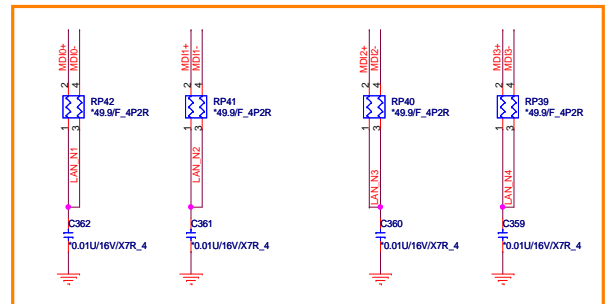 MDI0+
MDI0-
2
4
RP42
*49.9/F_4P2R
1
3
LAN_N1
C362
*0.01U/16V/X7R_4
MDI1+
MDI1-
2
4
RP41
*49.9/F_4P2R
1
3
LAN_N2
C361
*0.01U/16V/X7R_4
MDI2+
MDI2-
2
4
RP40
*49.9/F_4P2R
1
3
LAN_N3
C360
*0.01U/16V/X7R_4
MDI3+
MDI3-
2
4
RP39
*49.9/F_4P2R
1
3
LAN_N4
C359
*0.01U/16V/X7R_4